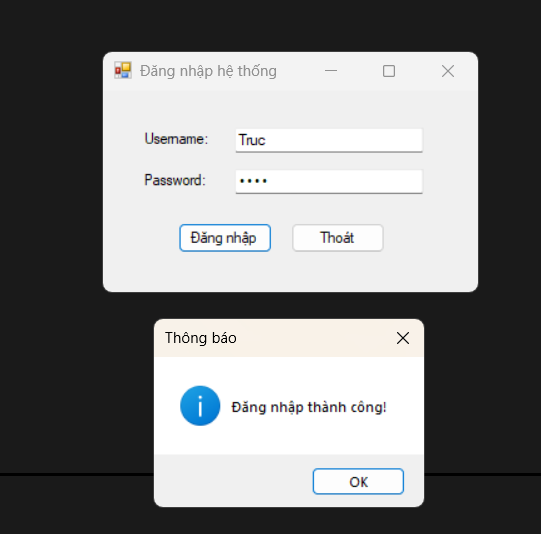 Đăng nhập hệ thống
Username: Truc
Password: ••••
Đăng nhập Thoát
Thông báo
i
Đăng nhập thành công!
OK